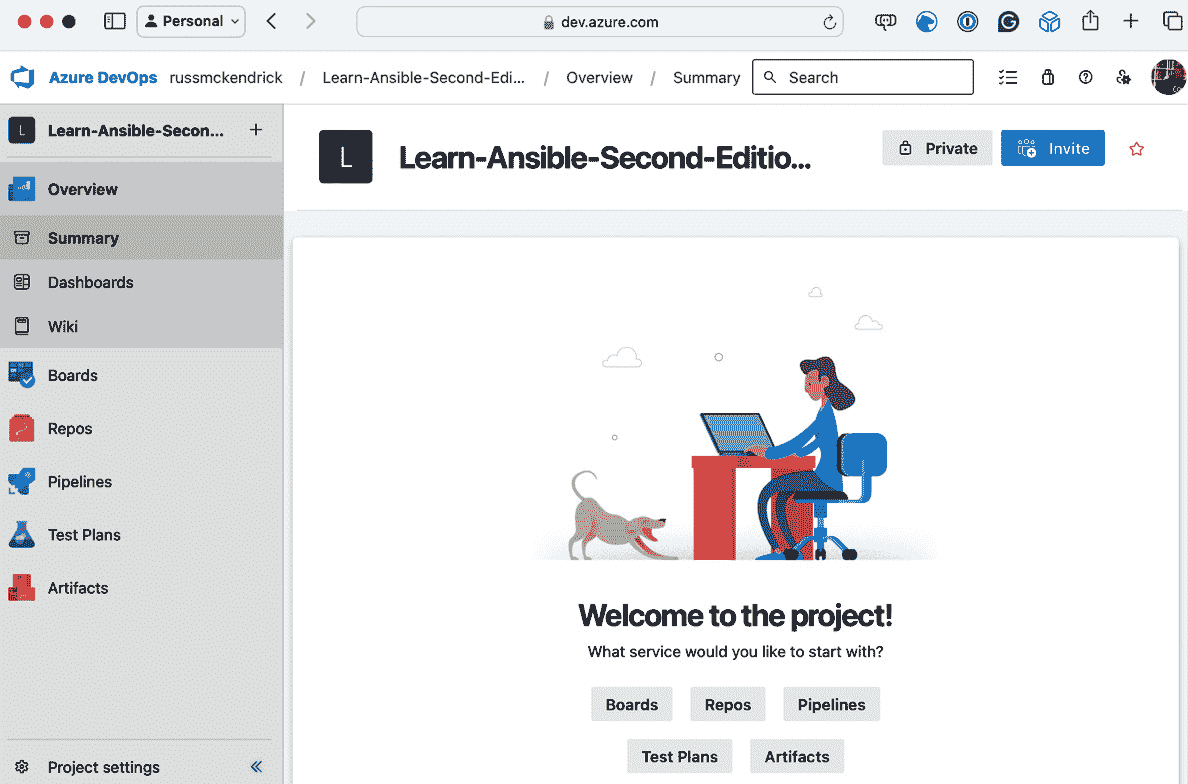 Personal
dev.azure.com
Azure DevOps russmckendrick / Learn-Ansible-Second-Edi... / Overview / Summary Search
L Learn-Ansible-Secon... +
L Learn-Ansible-Second-Editio... Private Invite
Overview
Summary
Dashboards
Wiki
Boards
Repos
Pipelines
Test Plans
Artifacts
Welcome to the project!
What service would you like to start with?
Boards Repos Pipelines
Test Plans Artifacts
Project settings